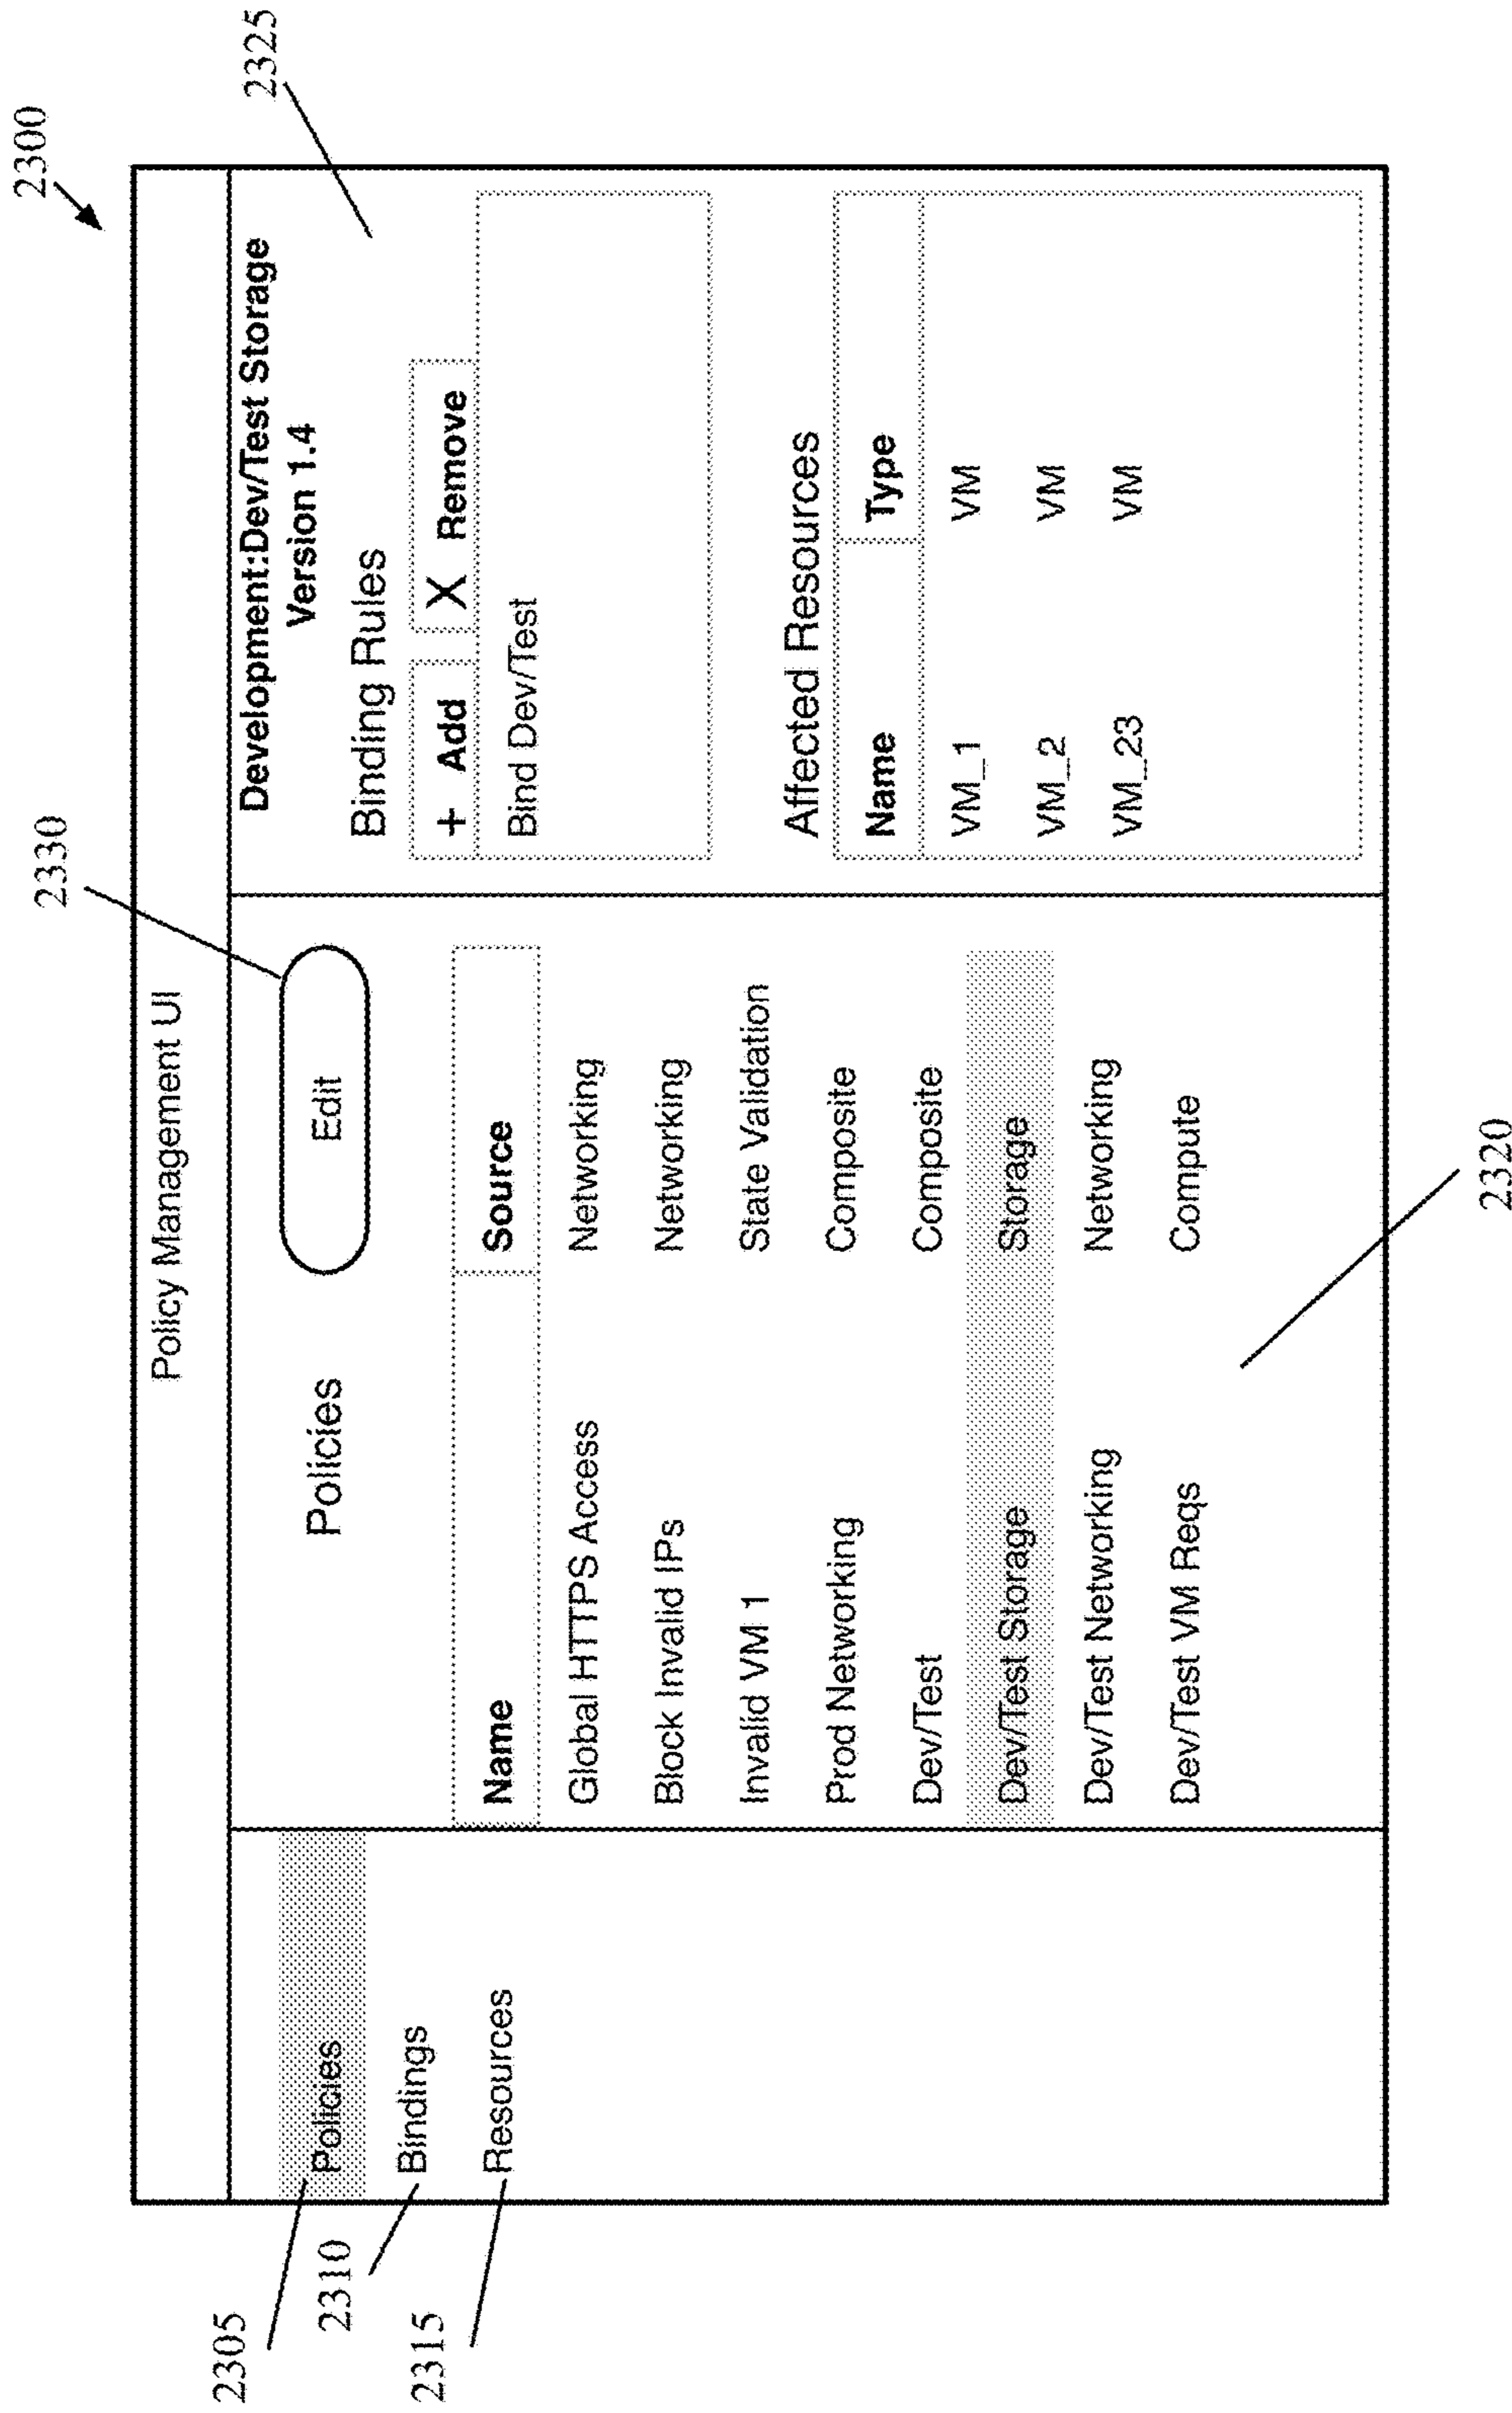 2300
Policy Management UI
2305
2310
2315
Policies
Bindings
Resources
2330
Policies
Edit
Name Source
Global HTTPS Access Networking
Block Invalid IPs Networking
Invalid VM 1 State Validation
Prod Networking Composite
Dev/Test Composite
Dev/Test Storage Storage
Dev/Test Networking Networking
Dev/Test VM Reqs Compute
2320
2325
Development:Dev/Test Storage
Version 1.4
Binding Rules
+ Add X Remove
Bind Dev/Test
Affected Resources
Name Type
VM_1 VM
VM_2 VM
VM_23 VM